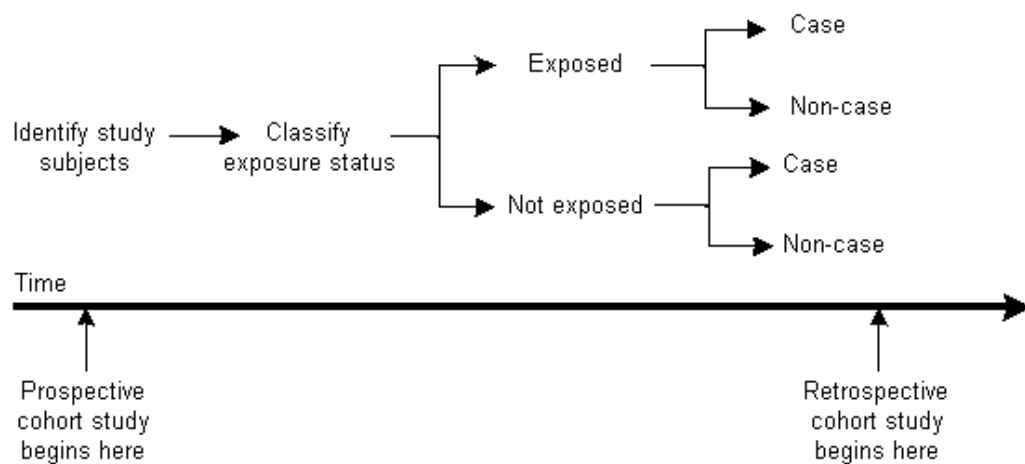 Case
Exposed
Non-case
Identify study
subjects
Classify
exposure status
Case
Not exposed
Non-case
Time
Prospective
cohort study
begins here
Retrospective
cohort study
begins here